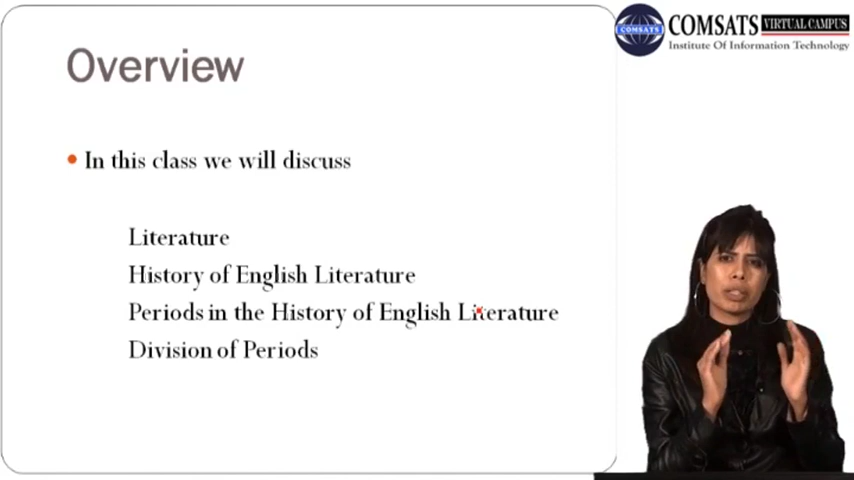 COMSATS VIRTUAL CAMPUS
COMSATS
Institute Of Information Technology
Overview
In this class we will discuss
Literature
History of English Literature
Periods in the History of English Literature
Division of Periods